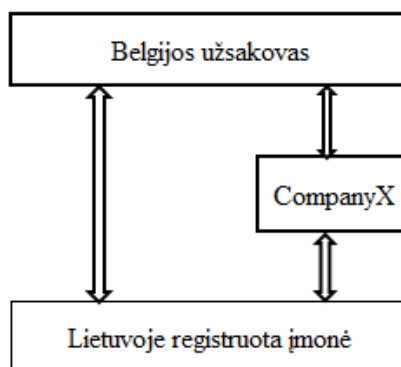 Belgijos užsakovas
CompanyX
Lietuvoje registruota įmonė